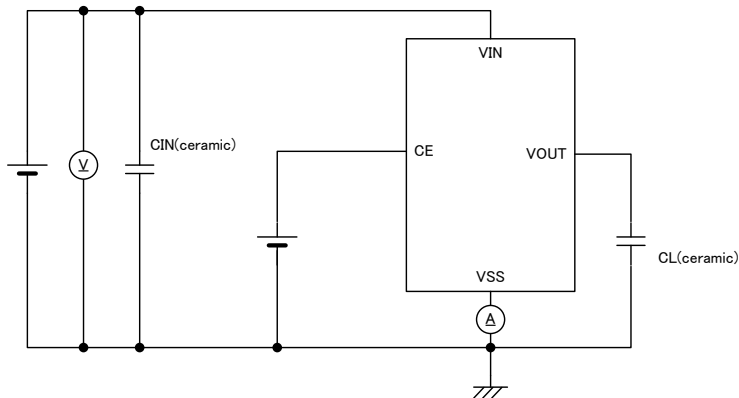 VIN
CIN(ceramic)
V
CE
VOUT
CL(ceramic)
VSS
A